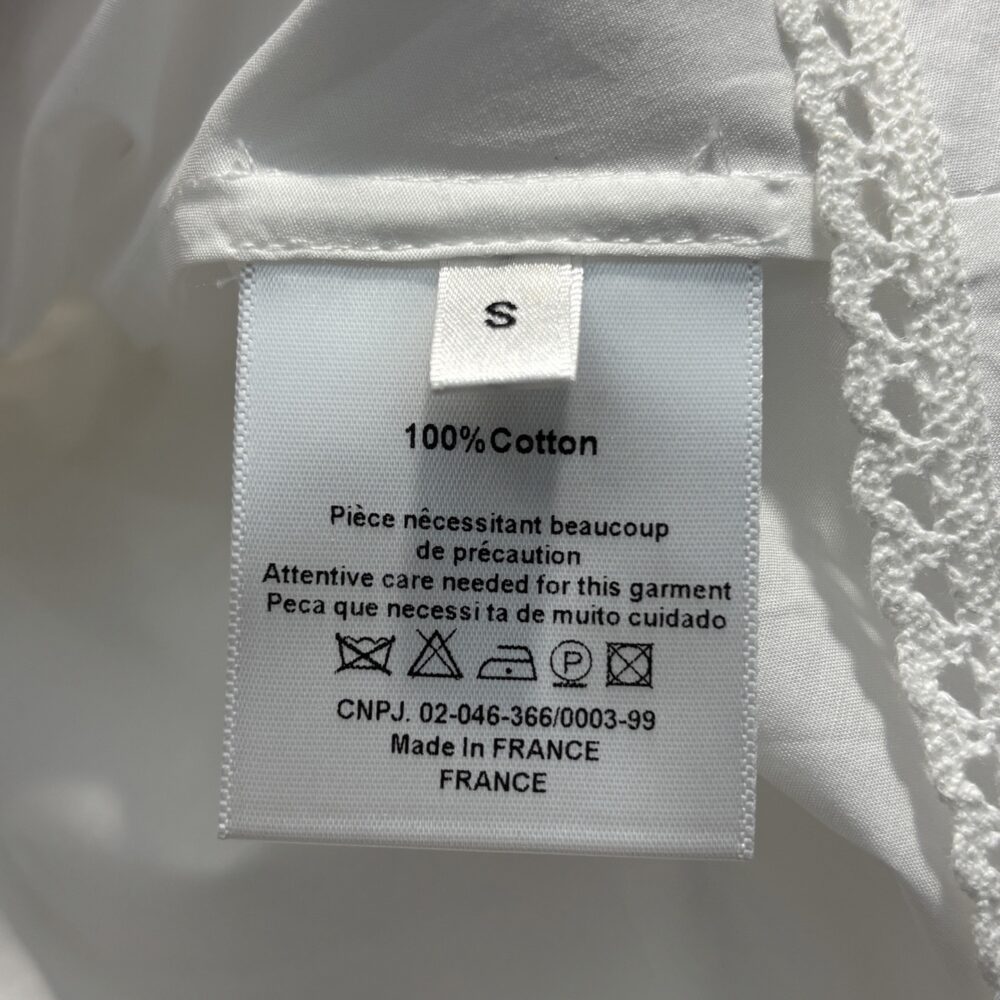 S
100% Cotton
Pièce nêcessitant beaucoup
de précaution
Attentive care needed for this garment
Peca que necessi ta de muito cuidado
P
CNPJ. 02-046-366/0003-99
Made In FRANCE
FRANCE